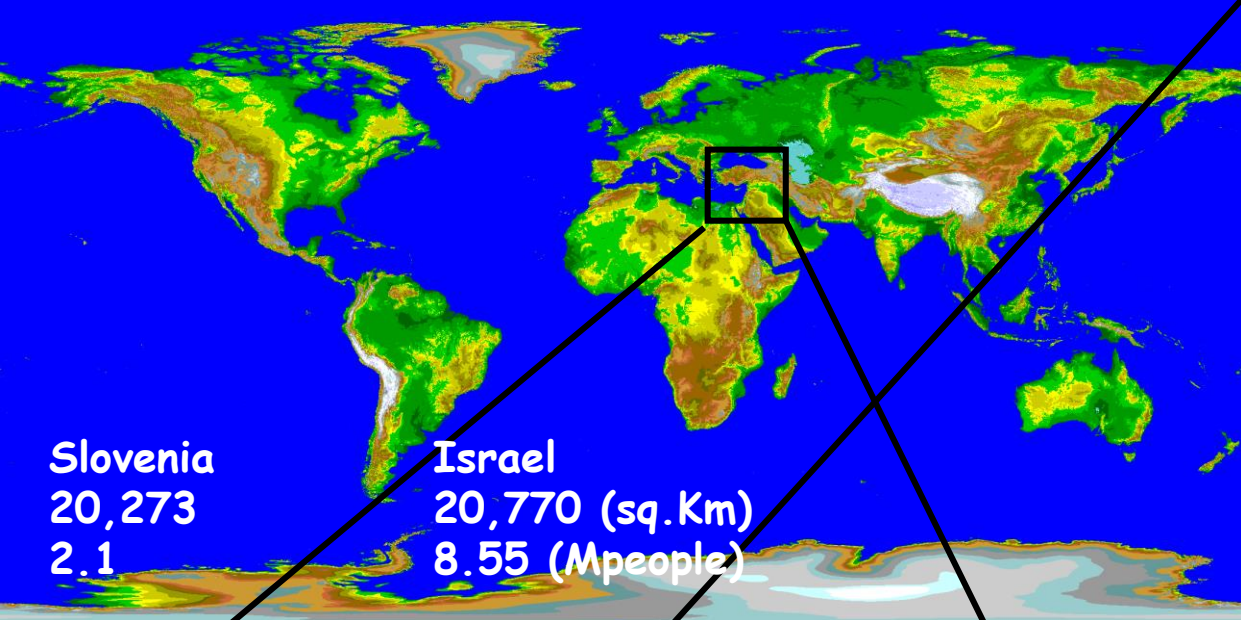 Slovenia
20,273
2.1
Israel
20,770 (sq.Km)
8.55 (Mpeople)